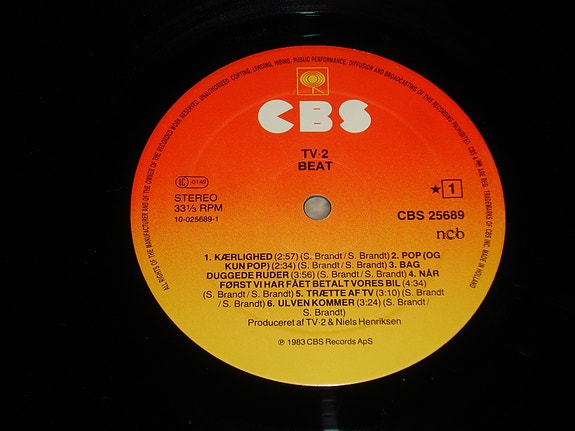 ALL RIGHTS OF THE MANUFACTURER AND OF THE OWNER OF THE RECORDED WORK RESERVED. UNAUTHORIZED COPYING, LENDING, HIRING, PUBLIC PERFORMANCE, DIFFUSION AND BROADCASTING OF THIS RECORD PROHIBITED. CBS & ARE REG. TRADEMARKS OF CBS INC. MADE IN HOLLAND
CBS
TV-2
BEAT
LC 0149
STEREO
33⅓ RPM
10-025689-1
★ 1
CBS 25689
ncb
1. KÆRLIGHED (2:57) (S. Brandt/S. Brandt) 2. POP (OG
KUN POP) (2:34) (S. Brandt/S. Brandt) 3. BAG
DUGGEDE RUDER (3:56) (S. Brandt/S. Brandt) 4. NÅR
FØRST VI HAR FÅET BETALT VORES BIL (4:34)
(S. Brandt/S. Brandt) 5. TRÆTTE AF TV (3:10) (S. Brandt/
S. Brandt) 6. ULVEN KOMMER (3:24) (S. Brandt/
S. Brandt)
Produceret af TV-2 & Niels Henriksen
℗ 1983 CBS Records ApS